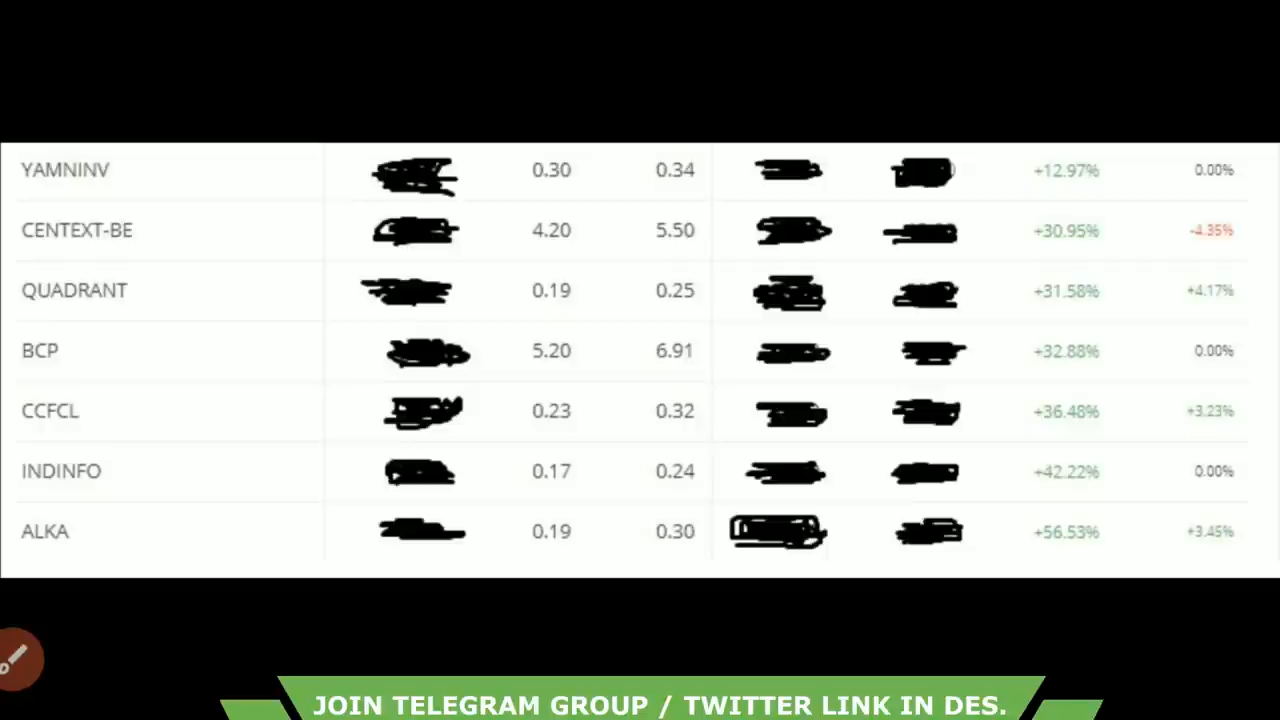 YAMNINV 0.30 0.34 +12.97% 0.00%
CENTEXT-BE 4.20 5.50 +30.95% -4.35%
QUADRANT 0.19 0.25 +31.58% +4.17%
BCP 5.20 6.91 +32.88% 0.00%
CCFCL 0.23 0.32 +36.48% +3.23%
INDINFO 0.17 0.24 +42.22% 0.00%
ALKA 0.19 0.30 +56.53% +3.45%
JOIN TELEGRAM GROUP / TWITTER LINK IN DES.